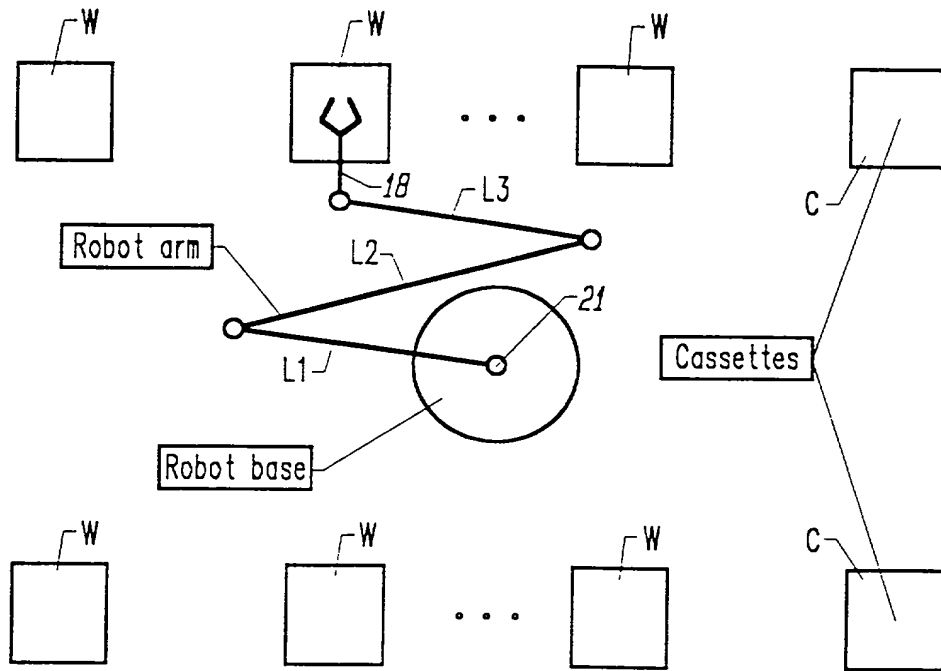 W
W
W
18
L3
C
Robot arm
L2
21
L1
Cassettes
Robot base
W
W
W
C